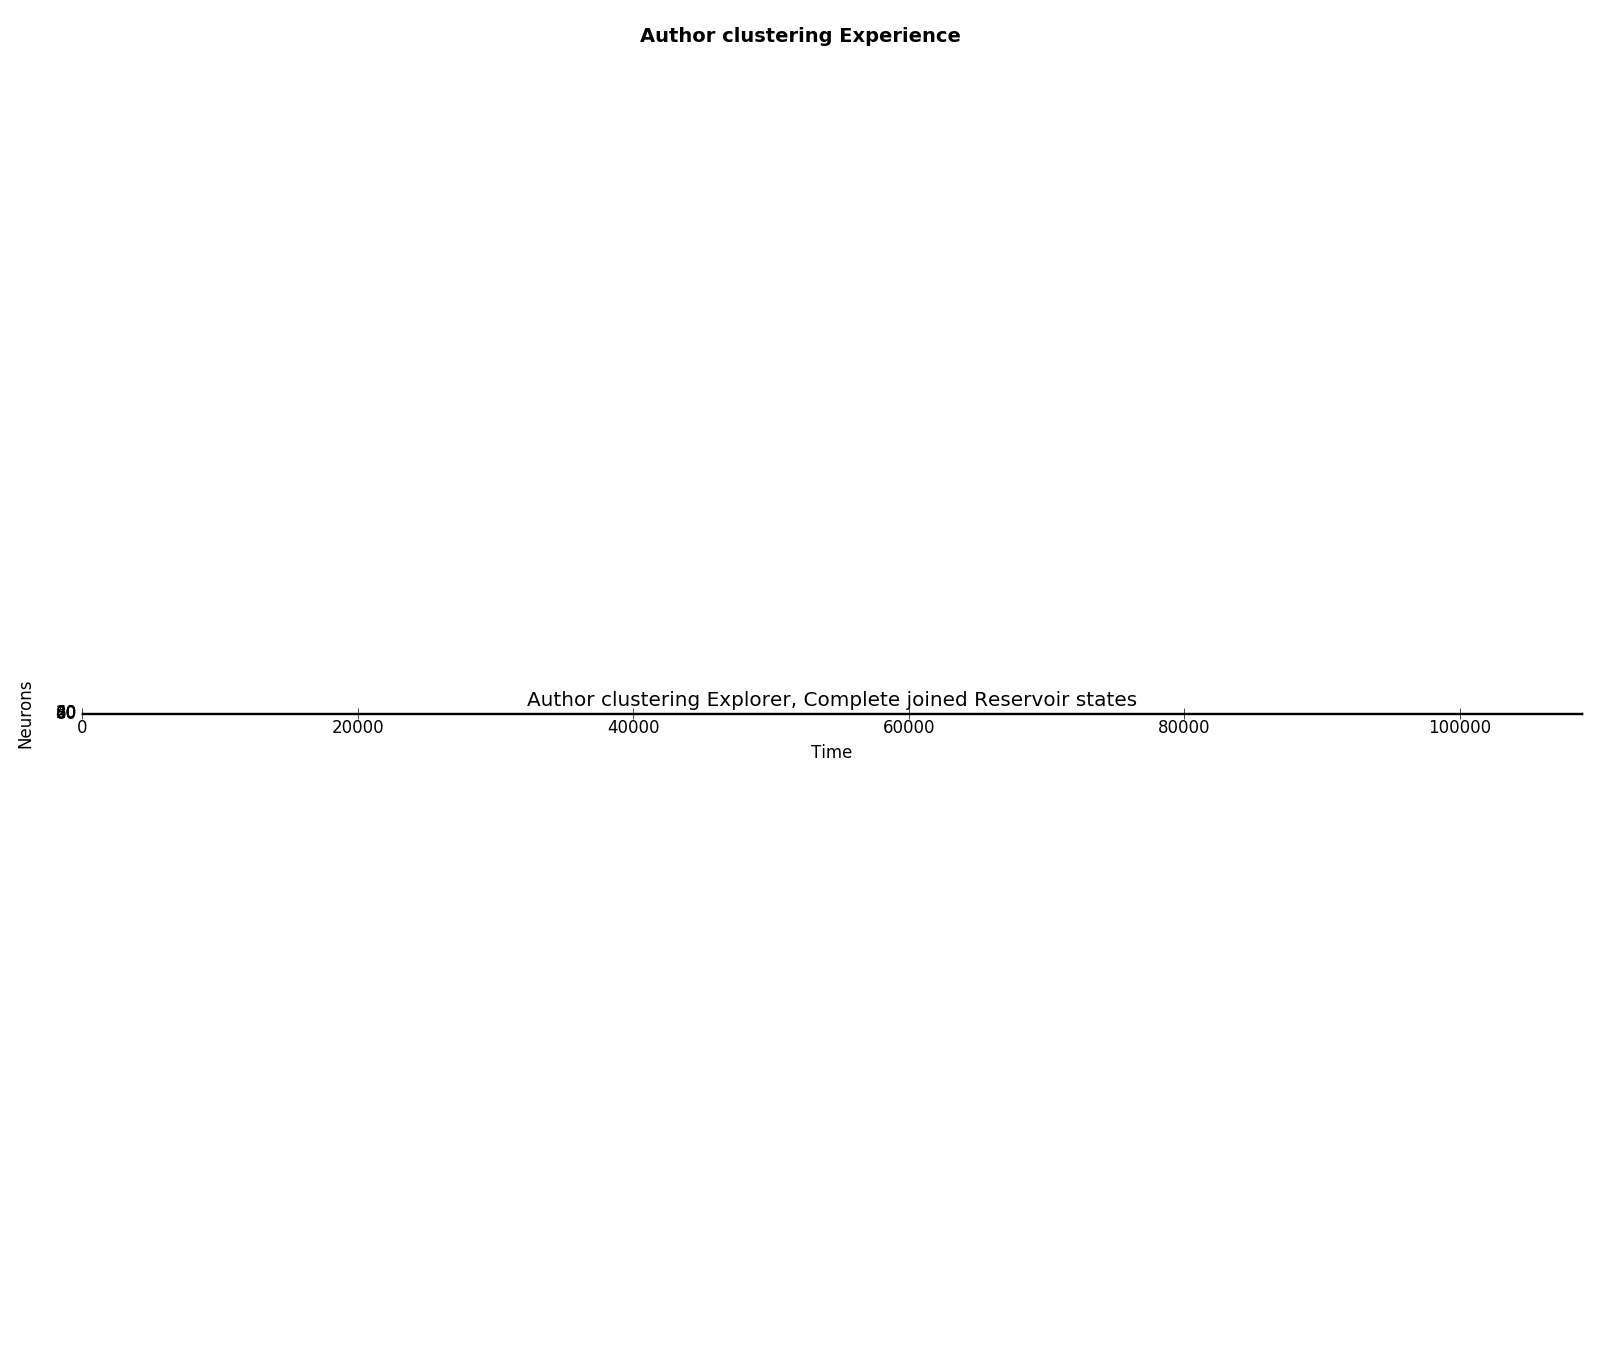 Author clustering Experience
Author clustering Explorer, Complete joined Reservoir states
Neurons
0 20000 40000 60000 80000 100000
Time